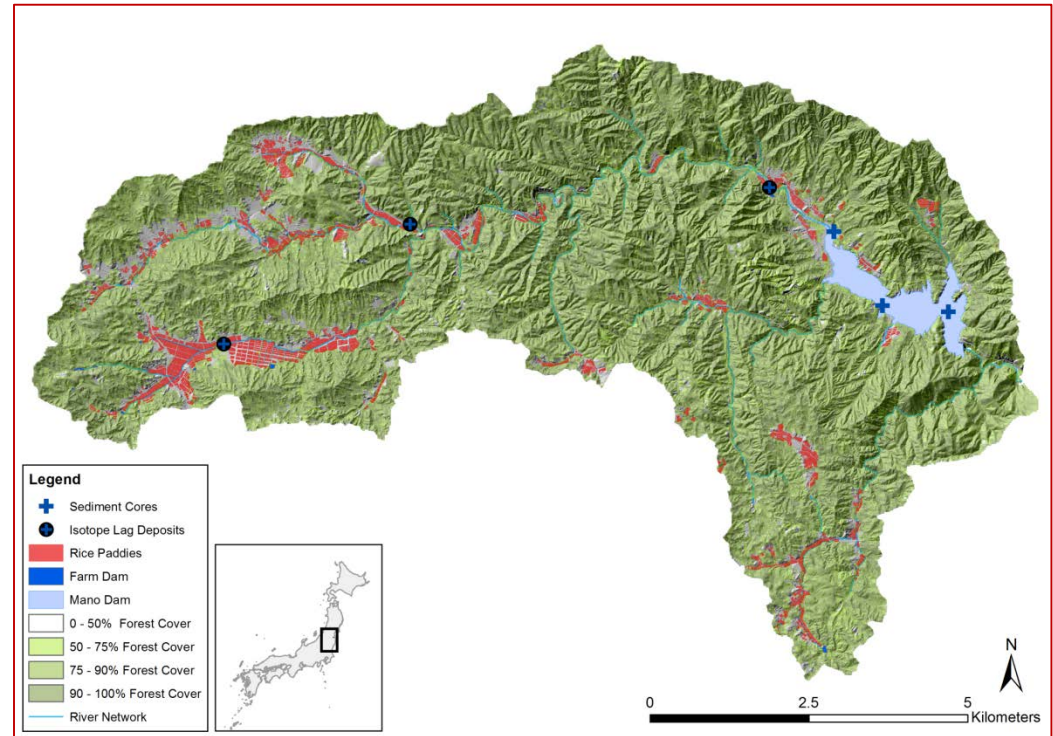 Legend
Sediment Cores
Isotope Lag Deposits
Rice Paddies
Farm Dam
Mano Dam
0 - 50% Forest Cover
50 - 75% Forest Cover
75 - 90% Forest Cover
90 - 100% Forest Cover
River Network
N
0 2.5 5
Kilometers